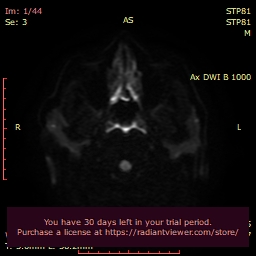 Im: 1/44
Se: 3
AS
STP81
STP81
M
Ax DWI B 1000
R
L
You have 30 days left in your trial period.
Purchase a license at https://radiantviewer.com/store/